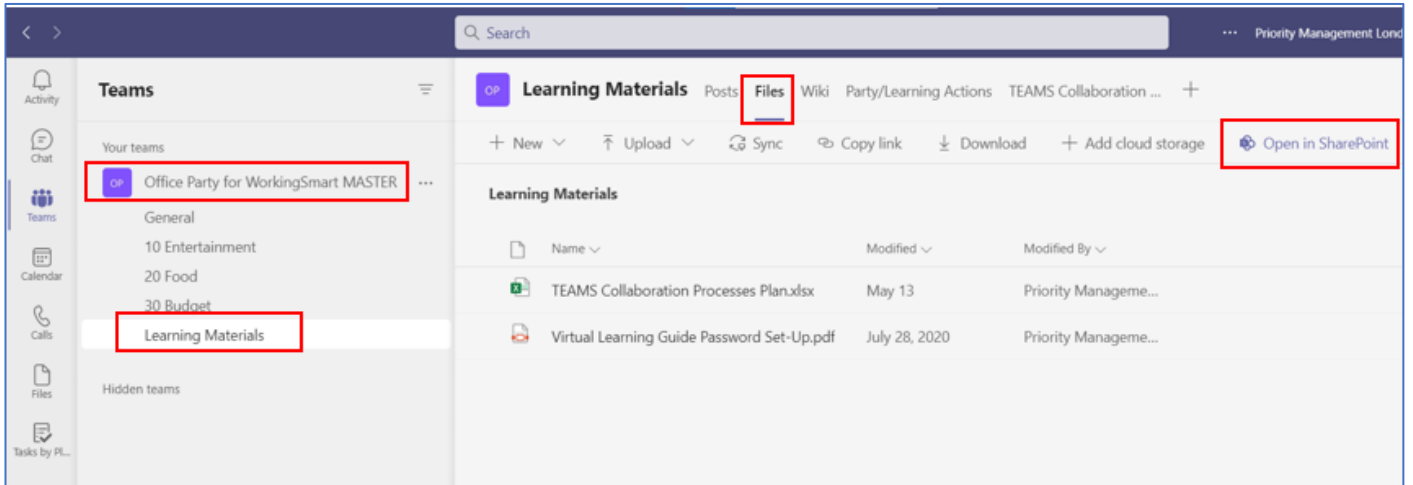 Search
··· Priority Management Lond
Activity
Chat
Teams
Calendar
Calls
Files
Tasks by Pl...
Teams
Your teams
OP Office Party for WorkingSmart MASTER ···
General
10 Entertainment
20 Food
30 Budget
Learning Materials
Hidden teams
OP Learning Materials Posts Files Wiki Party/Learning Actions TEAMS Collaboration ... +
+ New Upload Sync Copy link Download + Add cloud storage Open in SharePoint
Learning Materials
Name Modified Modified By
TEAMS Collaboration Processes Plan.xlsx May 13 Priority Manageme...
Virtual Learning Guide Password Set-Up.pdf July 28, 2020 Priority Manageme...